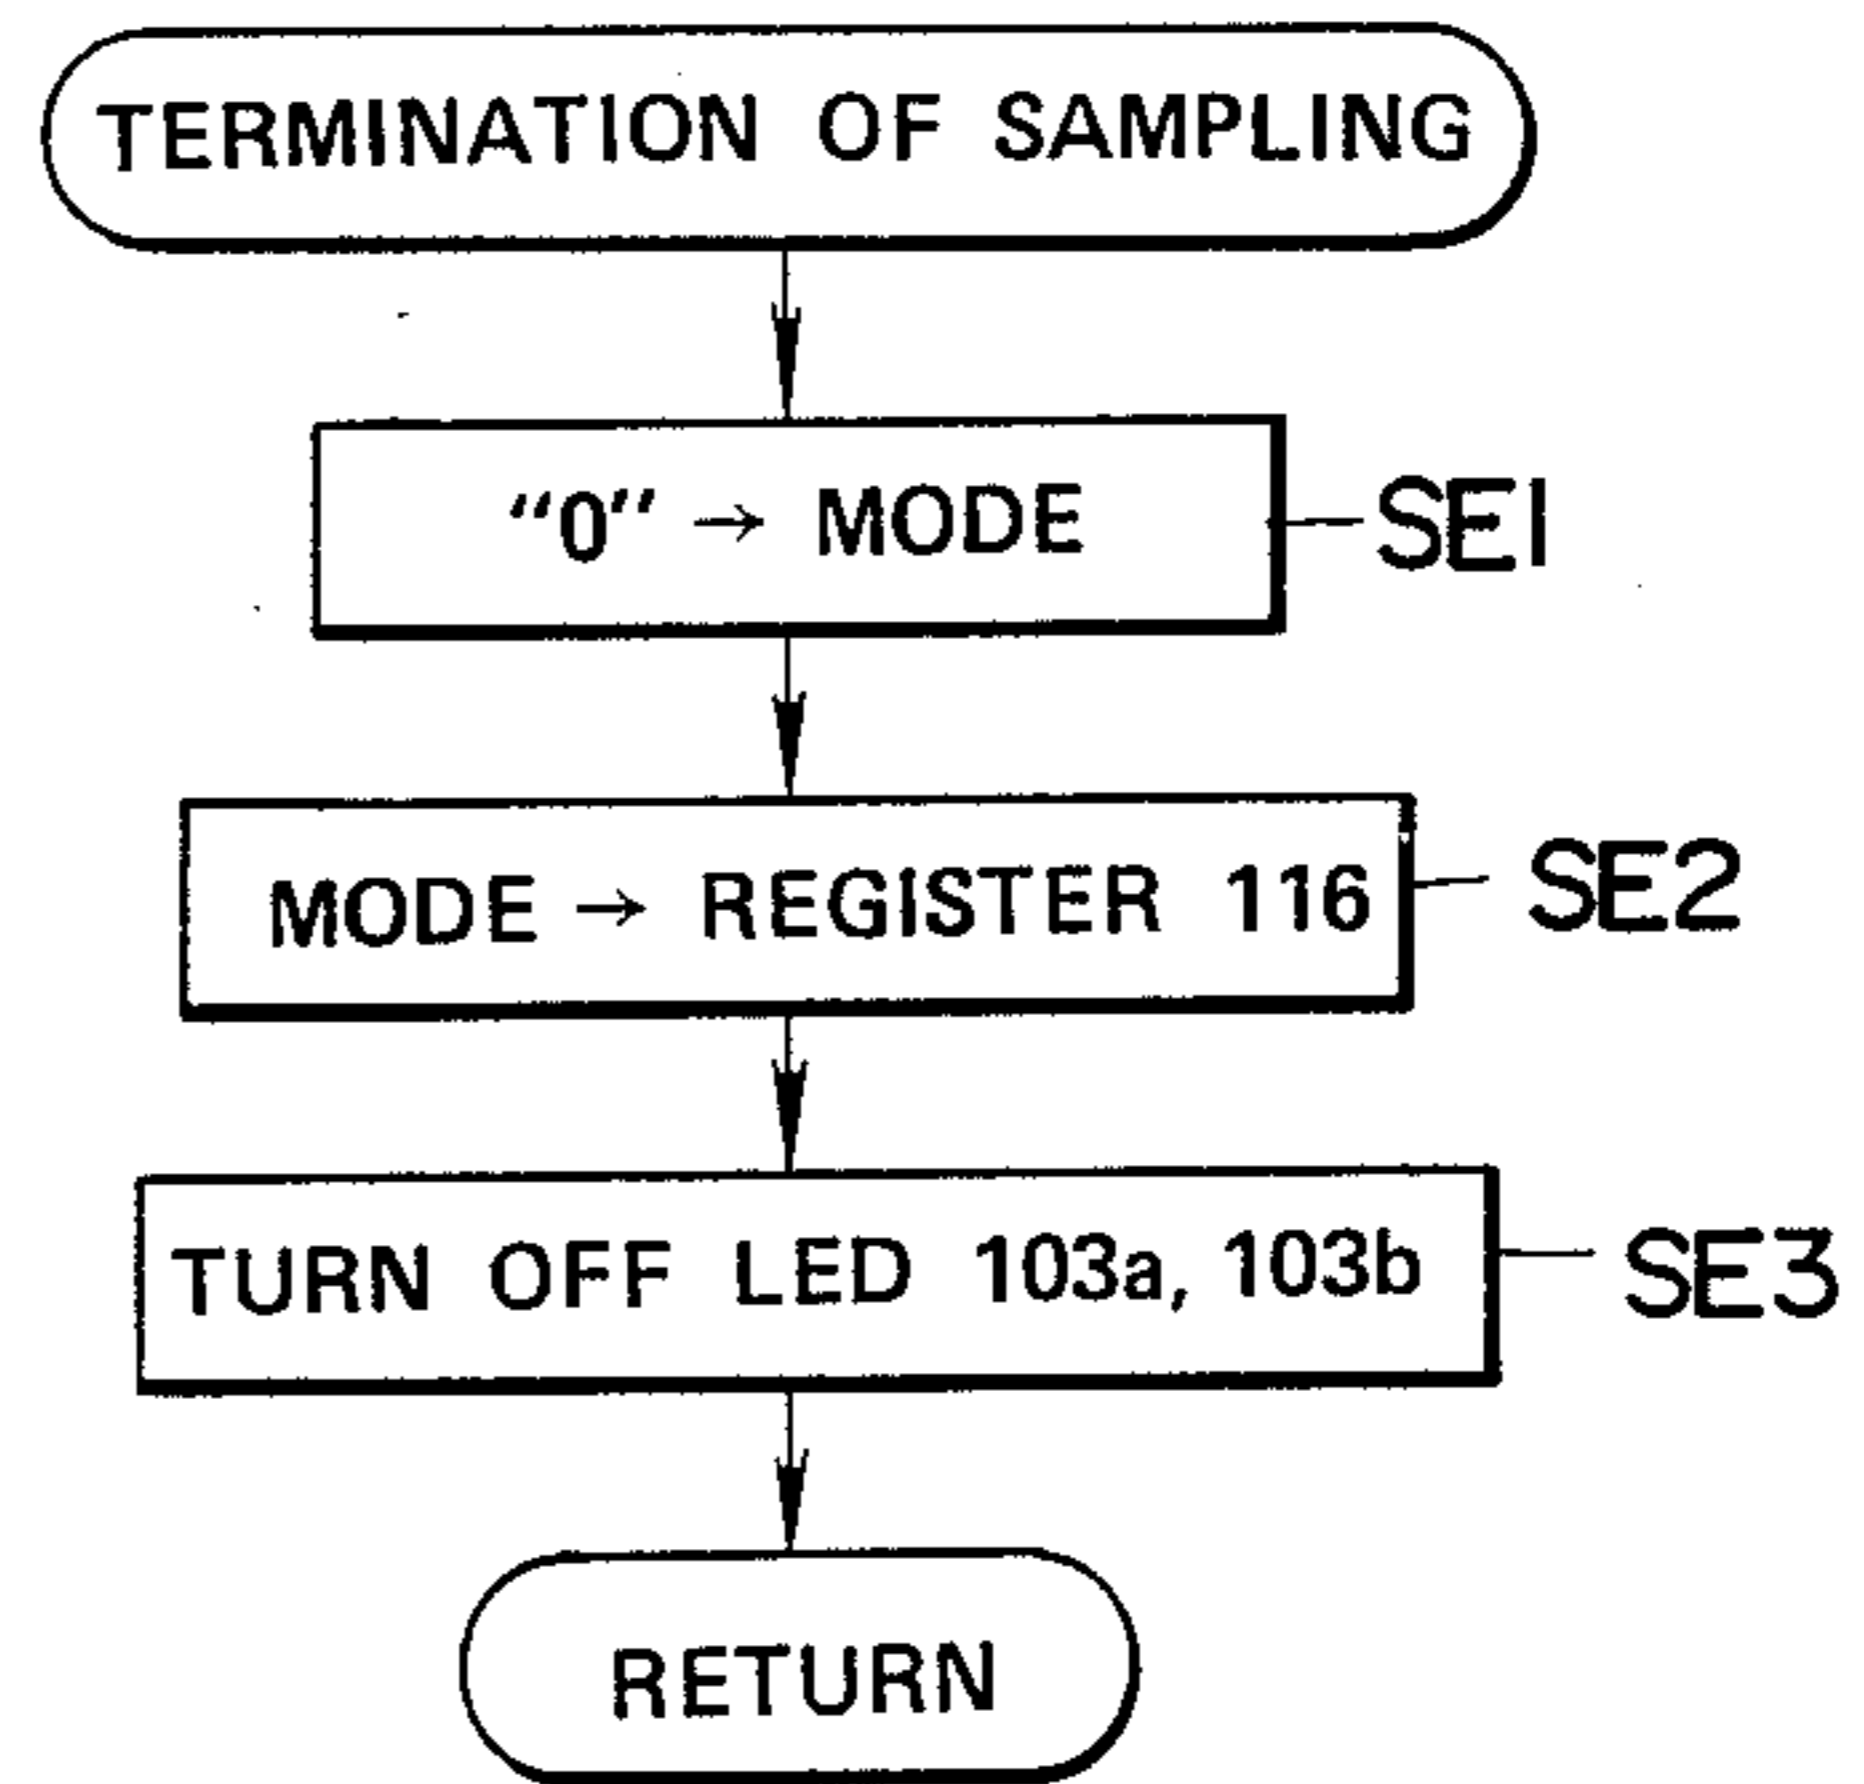 TERMINATION OF SAMPLING
"0" → MODE
SE1
MODE → REGISTER 116
SE2
TURN OFF LED 103a, 103b
SE3
RETURN